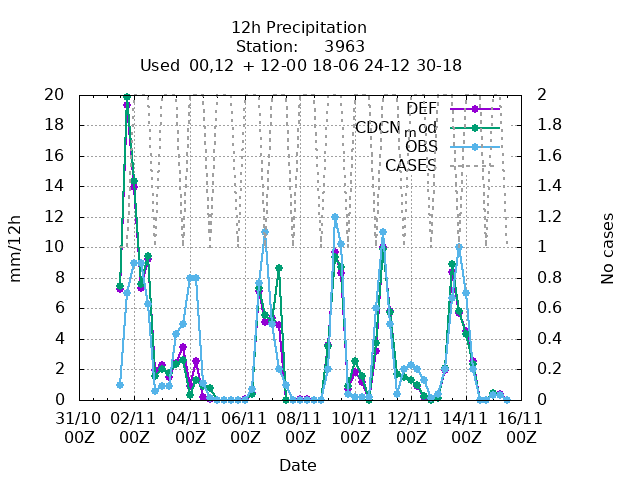 12h Precipitation
Station: 3963
Used 00,12 + 12-00 18-06 24-12 30-18
20 2
DEF
18 1.8
CDCN_mod
OBS
16 1.6
CASES
14 1.4
12 1.2
10 1
8 0.8
6 0.6
4 0.4
2 0.2
0 0
mm/12h
No cases
31/10 02/11 04/11 06/11 08/11 10/11 12/11 14/11 16/11
00Z 00Z 00Z 00Z 00Z 00Z 00Z 00Z 00Z
Date